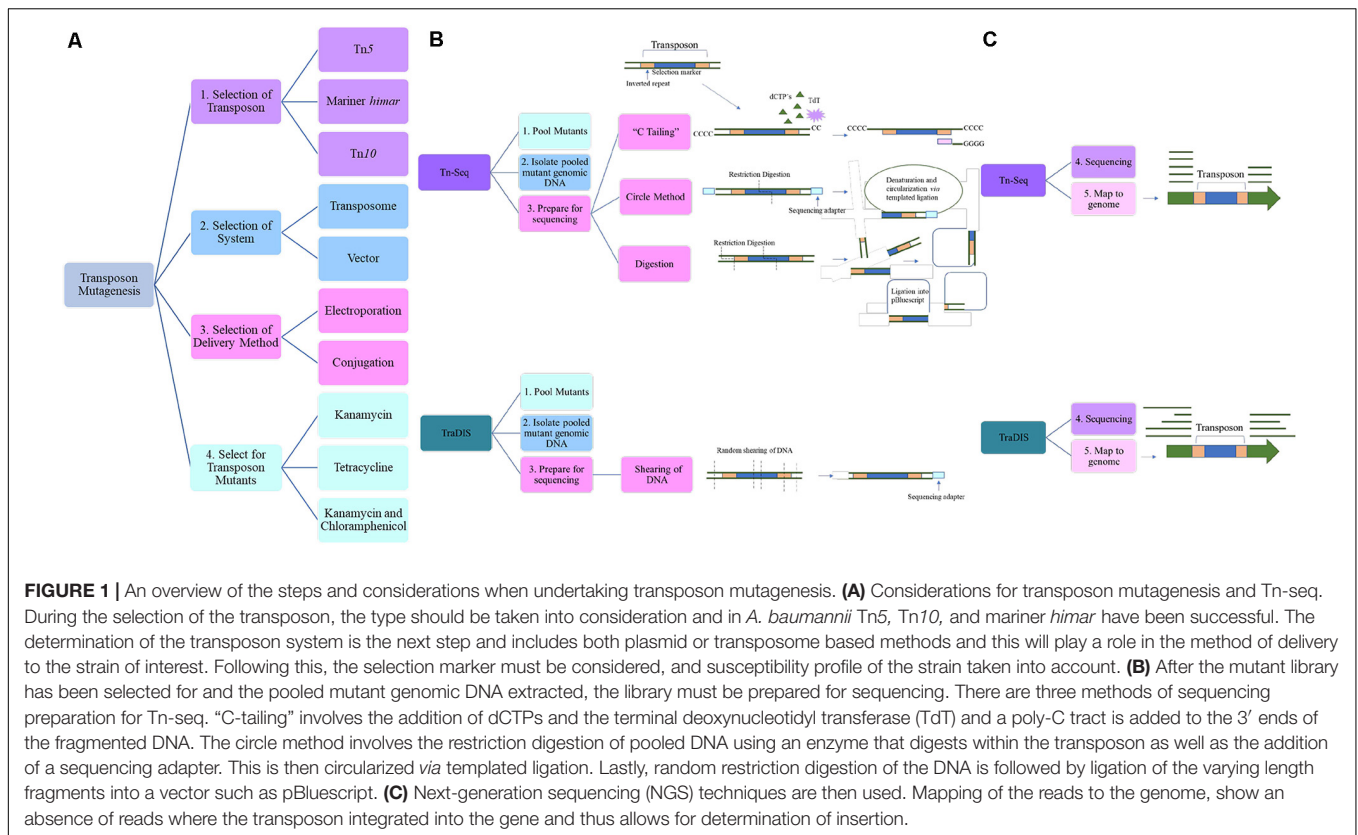 A
Transposon
Mutagenesis
1. Selection of
Transposon
Tn5
Mariner himar
Tn10
2. Selection of
System
Transposome
Vector
3. Selection of
Delivery Method
Electroporation
Conjugation
4. Select for
Transposon
Mutants
Kanamycin
Tetracycline
Kanamycin and
Chloramphenicol
B
Tn-Seq
1. Pool Mutants
2. Isolate pooled
mutant genomic
DNA
3. Prepare for
sequencing
"C Tailing"
Circle Method
Digestion
Transposon
Selection marker
Inverted repeat
dCTP's
TdT
CCCC
CC
CCCC
CCCC
GGGG
Restriction Digestion
Sequencing adapter
Denaturation and
circularization via
templated ligation
Restriction Digestion
Ligation into
pBluescript
TraDIS
1. Pool Mutants
2. Isolate pooled
mutant genomic
DNA
3. Prepare for
sequencing
Shearing of
DNA
Random shearing of DNA
Sequencing adapter
C
Tn-Seq
4. Sequencing
5. Map to
genome
Transposon
TraDIS
4. Sequencing
5. Map to
genome
Transposon
FIGURE 1 | An overview of the steps and considerations when undertaking transposon mutagenesis. (A) Considerations for transposon mutagenesis and Tn-seq.
During the selection of the transposon, the type should be taken into consideration and in A. baumannii Tn5, Tn10, and mariner himar have been successful. The
determination of the transposon system is the next step and includes both plasmid or transposome based methods and this will play a role in the method of delivery
to the strain of interest. Following this, the selection marker must be considered, and susceptibility profile of the strain taken into account. (B) After the mutant library
has been selected for and the pooled mutant genomic DNA extracted, the library must be prepared for sequencing. There are three methods of sequencing
preparation for Tn-seq. "C-tailing" involves the addition of dCTPs and the terminal deoxynucleotidyl transferase (TdT) and a poly-C tract is added to the 3′ ends of
the fragmented DNA. The circle method involves the restriction digestion of pooled DNA using an enzyme that digests within the transposon as well as the addition
of a sequencing adapter. This is then circularized via templated ligation. Lastly, random restriction digestion of the DNA is followed by ligation of the varying length
fragments into a vector such as pBluescript. (C) Next-generation sequencing (NGS) techniques are then used. Mapping of the reads to the genome, show an
absence of reads where the transposon integrated into the gene and thus allows for determination of insertion.